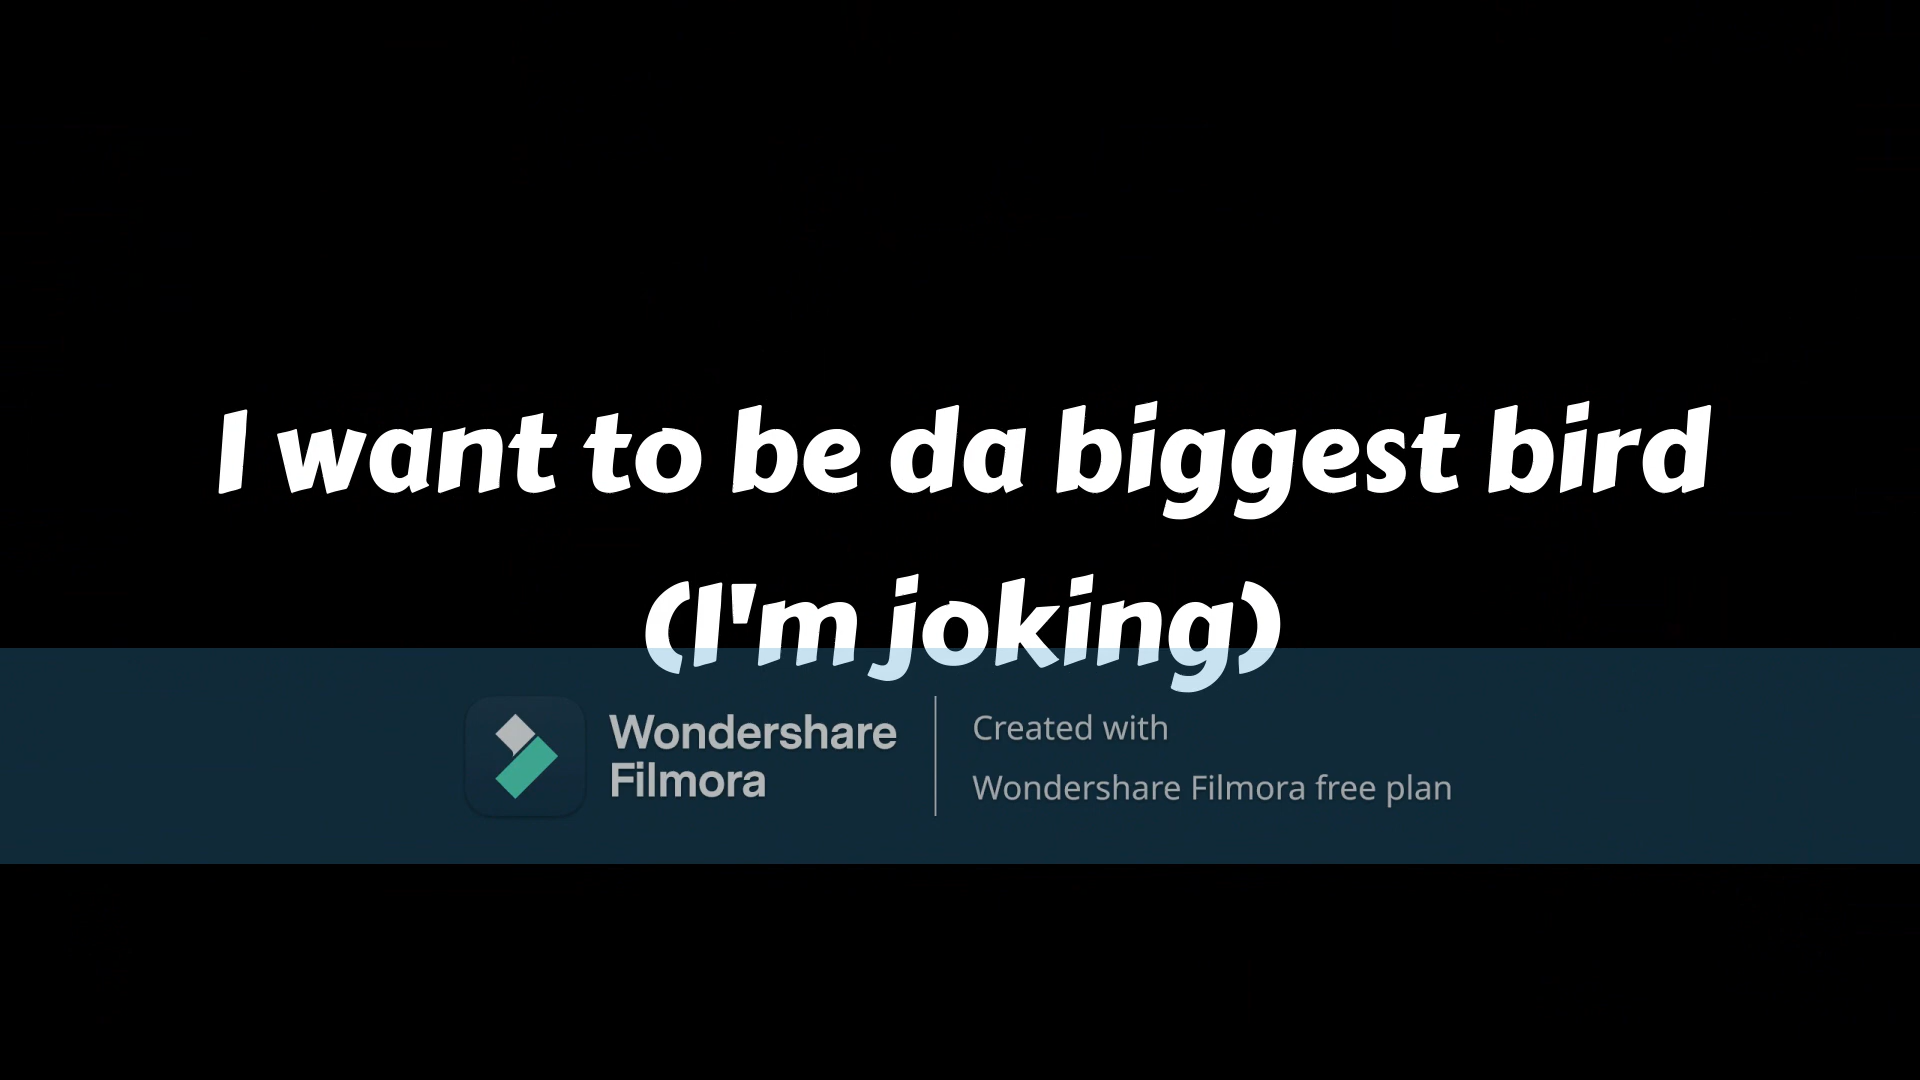 I want to be da biggest bird
(I'm joking)
Wondershare
Filmora
Created with
Wondershare Filmora free plan